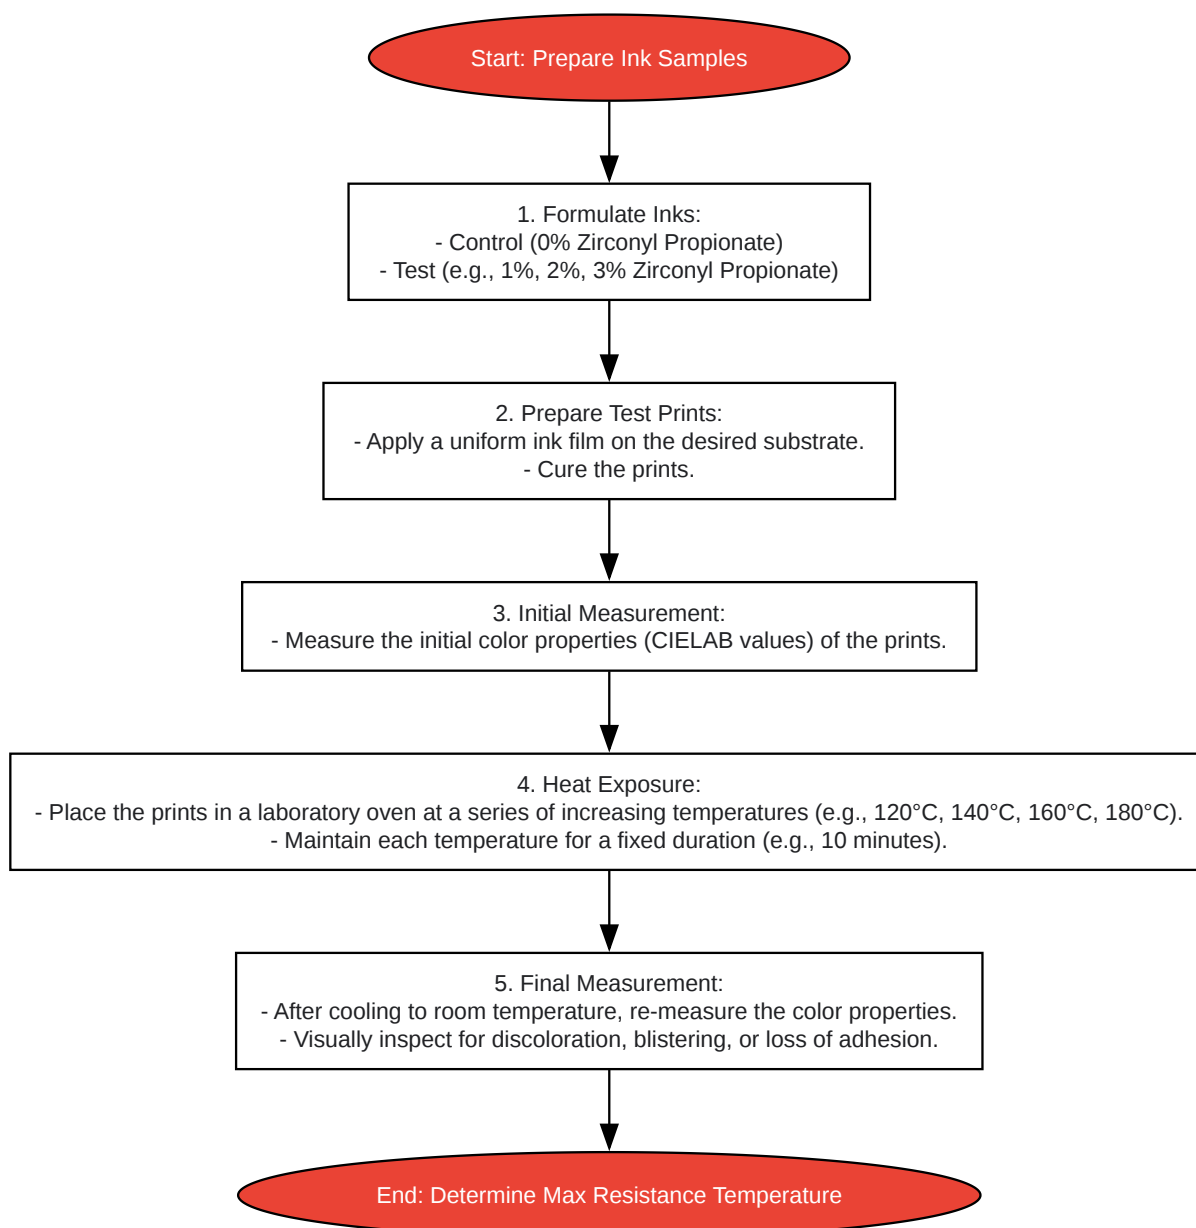 Start: Prepare Ink Samples
1. Formulate Inks:
- Control (0% Zirconyl Propionate)
- Test (e.g., 1%, 2%, 3% Zirconyl Propionate)
2. Prepare Test Prints:
- Apply a uniform ink film on the desired substrate.
- Cure the prints.
3. Initial Measurement:
- Measure the initial color properties (CIELAB values) of the prints.
4. Heat Exposure:
- Place the prints in a laboratory oven at a series of increasing temperatures (e.g., 120°C, 140°C, 160°C, 180°C).
- Maintain each temperature for a fixed duration (e.g., 10 minutes).
5. Final Measurement:
- After cooling to room temperature, re-measure the color properties.
- Visually inspect for discoloration, blistering, or loss of adhesion.
End: Determine Max Resistance Temperature